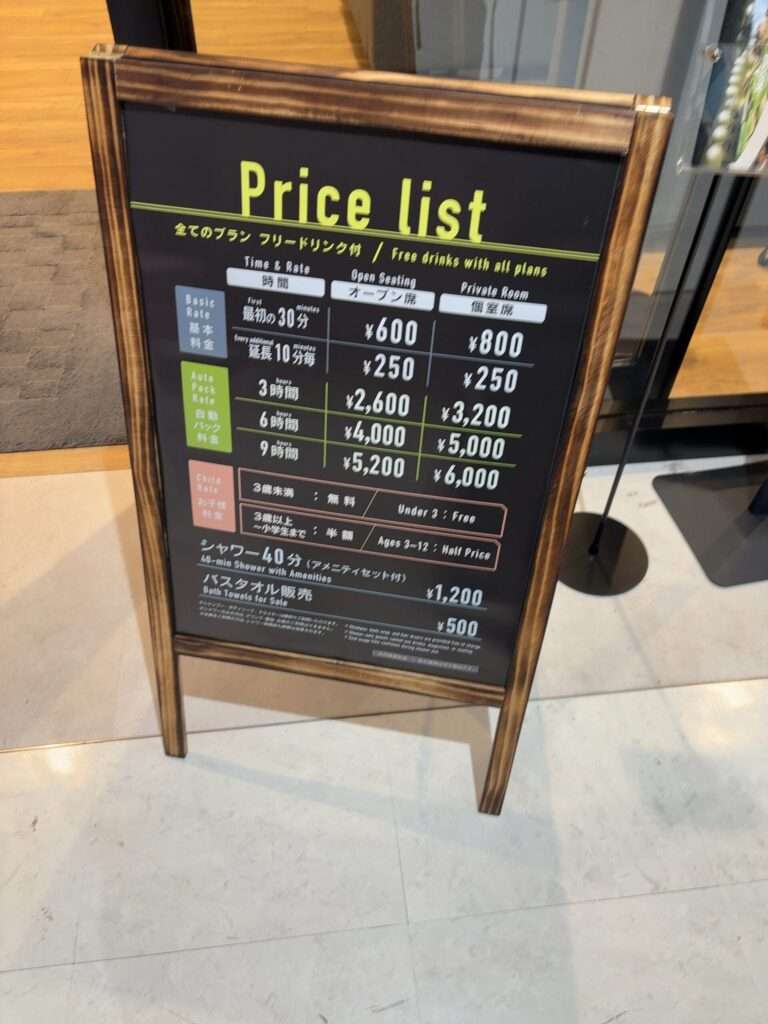 Price list
全てのプラン フリードリンク付 / Free drinks with all plans
Time & Rate Open Seating Private Room
時間 オープン席 個室席
Basic Rate 基本料金
First minutes
最初の30分 ¥600 ¥800
Every additional minutes
延長10分毎 ¥250 ¥250
Auto Pack Rate 自動パック料金
hours
3時間 ¥2,600 ¥3,200
hours
6時間 ¥4,000 ¥5,000
hours
9時間 ¥5,200 ¥6,000
Child Rate お子様料金
3歳未満 : 無料 / Under 3 : Free
3歳以上〜小学生まで : 半額 / Ages 3–12 : Half Price
シャワー40分(アメニティセット付)
40-min Shower with Amenities ¥1,200
バスタオル販売
Bath Towels for Sale ¥500